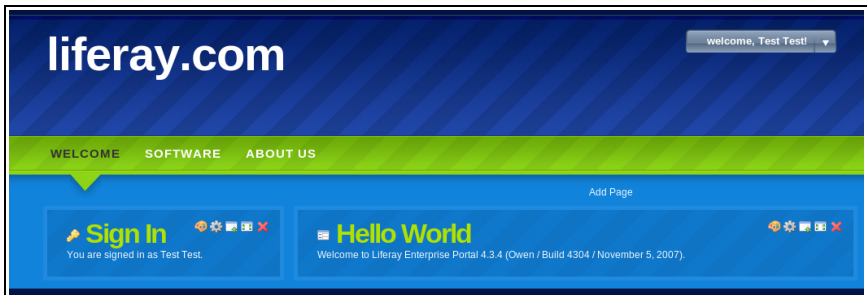 liferay.com
welcome, Test Test!
WELCOME SOFTWARE ABOUT US
Add Page
Sign In
You are signed in as Test Test.
Hello World
Welcome to Liferay Enterprise Portal 4.3.4 (Owen / Build 4304 / November 5, 2007).